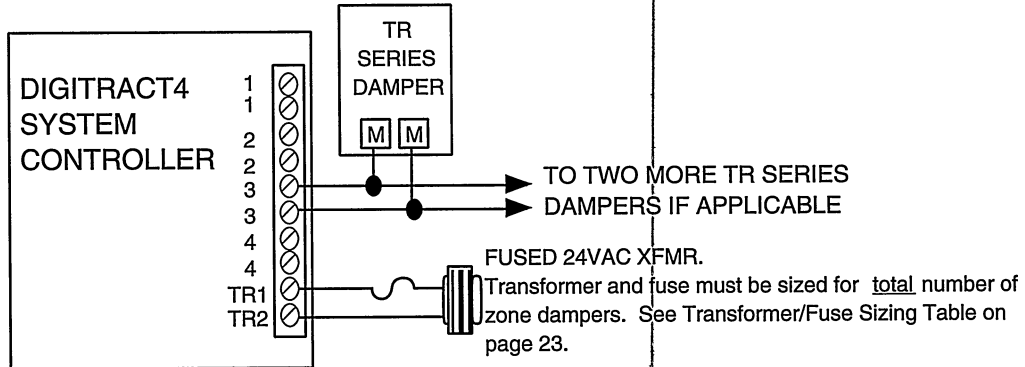 TR
SERIES
DAMPER
M M
DIGITRACT4
SYSTEM
CONTROLLER
1
1
2
2
3
3
4
4
TR1
TR2
TO TWO MORE TR SERIES
DAMPERS IF APPLICABLE
FUSED 24VAC XFMR.
Transformer and fuse must be sized for total number of
zone dampers. See Transformer/Fuse Sizing Table on
page 23.